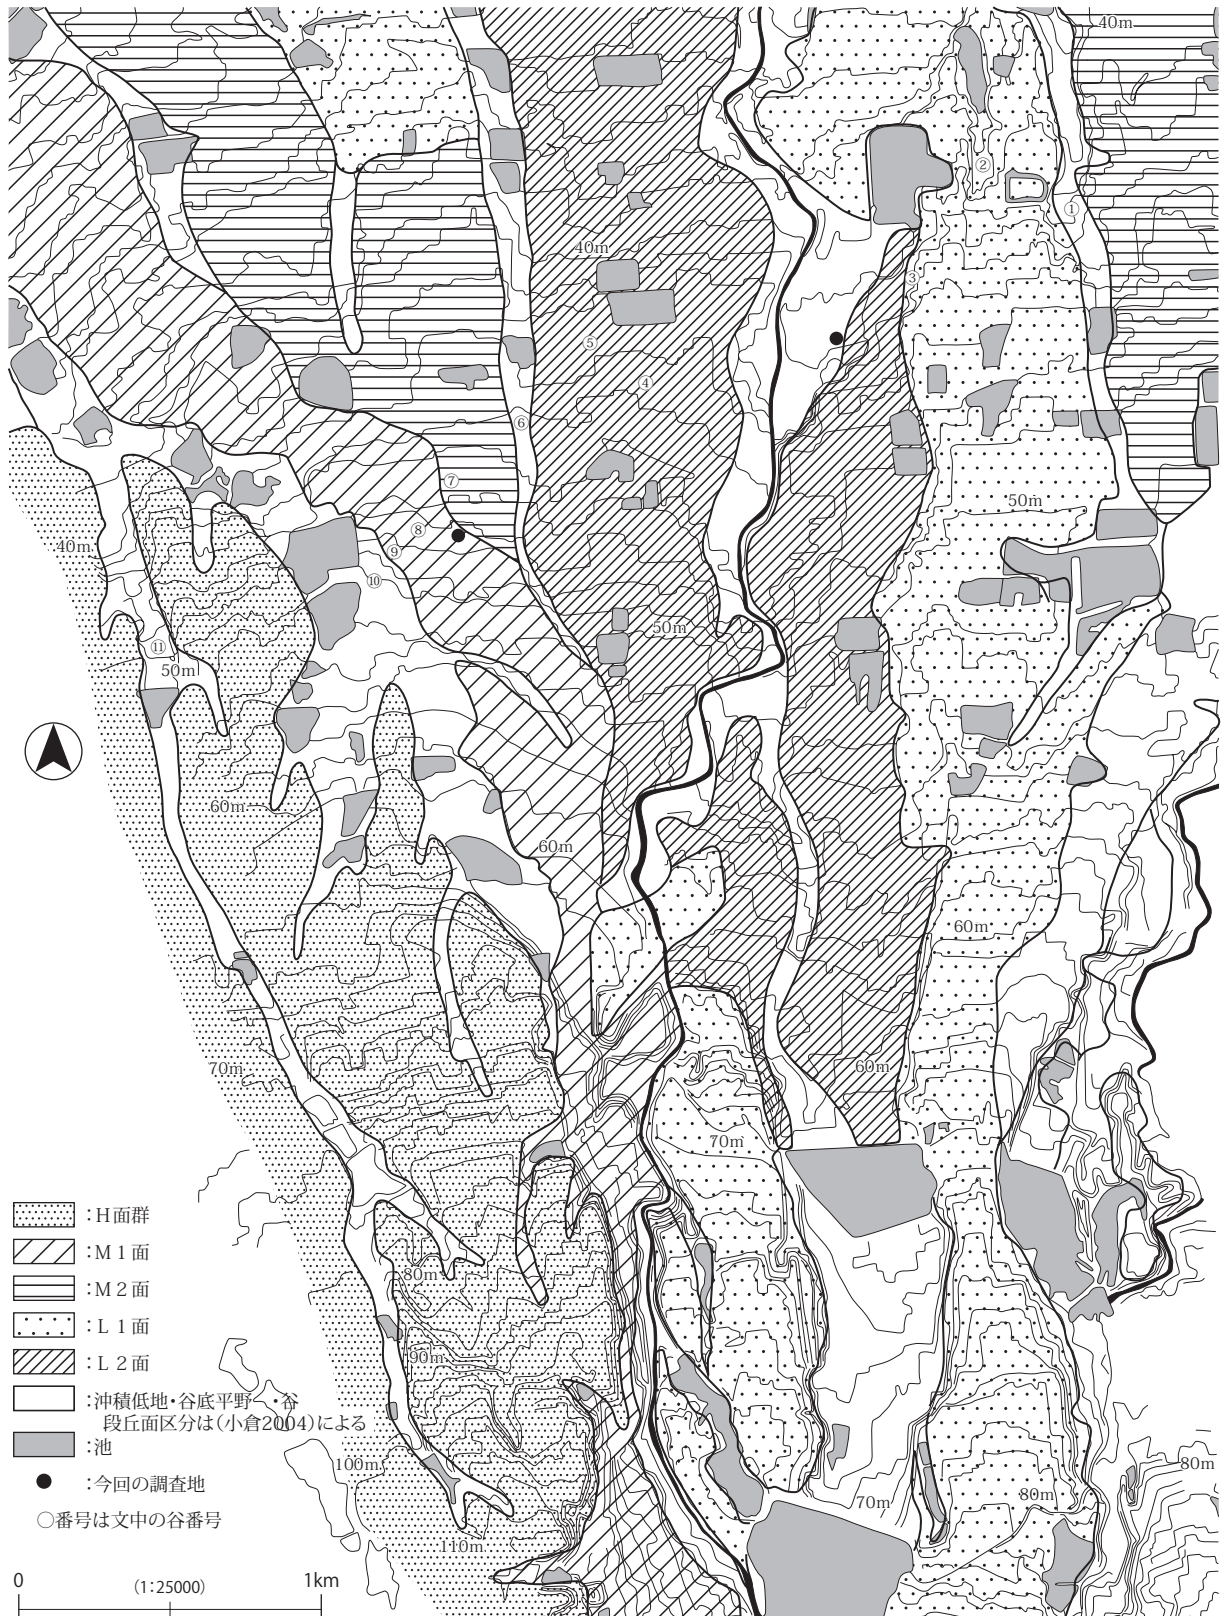 40m
②
①
40m
③
⑤
④
⑥
⑦
50m
⑧
40m
⑨
⑩
50m
⑪
50m
60m
60m
60m
70m
60m
70m
80m
90m
100m
80m
70m
80m
110m
：H面群
：M1面
：M2面
：L1面
：L2面
：沖積低地・谷底平野・谷
段丘面区分は（小倉2004）による
：池
：今回の調査地
○番号は文中の谷番号
0
(1:25000)
1km